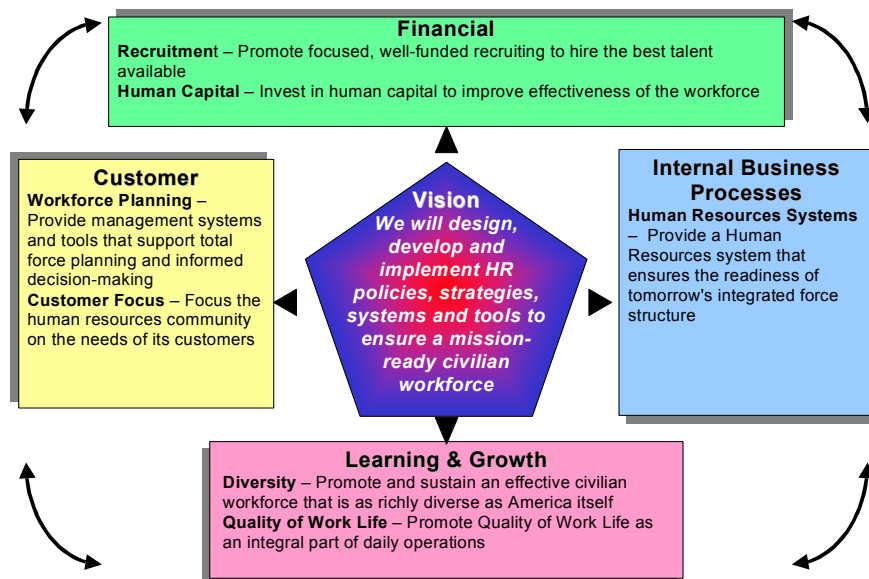 Financial
Recruitment – Promote focused, well-funded recruiting to hire the best talent
available
Human Capital – Invest in human capital to improve effectiveness of the workforce
Customer
Workforce Planning –
Provide management systems
and tools that support total
force planning and informed
decision-making
Customer Focus – Focus the
human resources community
on the needs of its customers
Vision
We will design,
develop and
implement HR
policies, strategies,
systems and tools to
ensure a mission-
ready civilian
workforce
Internal Business
Processes
Human Resources Systems
– Provide a Human
Resources system that
ensures the readiness of
tomorrow's integrated force
structure
Learning & Growth
Diversity – Promote and sustain an effective civilian
workforce that is as richly diverse as America itself
Quality of Work Life – Promote Quality of Work Life as
an integral part of daily operations